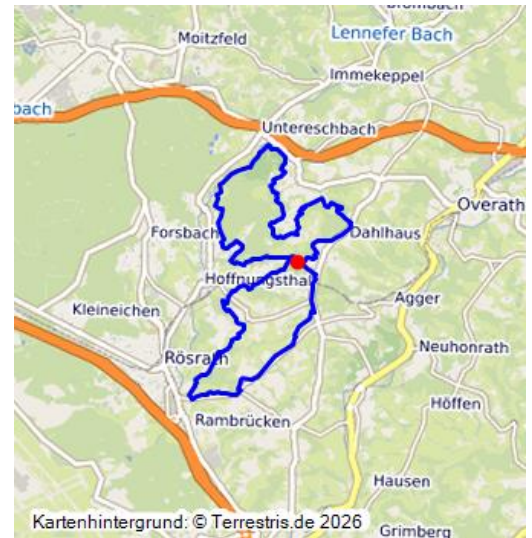 Brombach
Moitzfeld
Lennefer Bach
Immekeppel
bach
Untereschbach
Overath
Forsbach
Dahlhaus
Hoffnungsthal
Kleineichen
Agger
Rösrath
Neuhonrath
Höffen
Rambrücken
Hausen
Kartenhintergrund: © Terrestris.de 2026
Grimberg